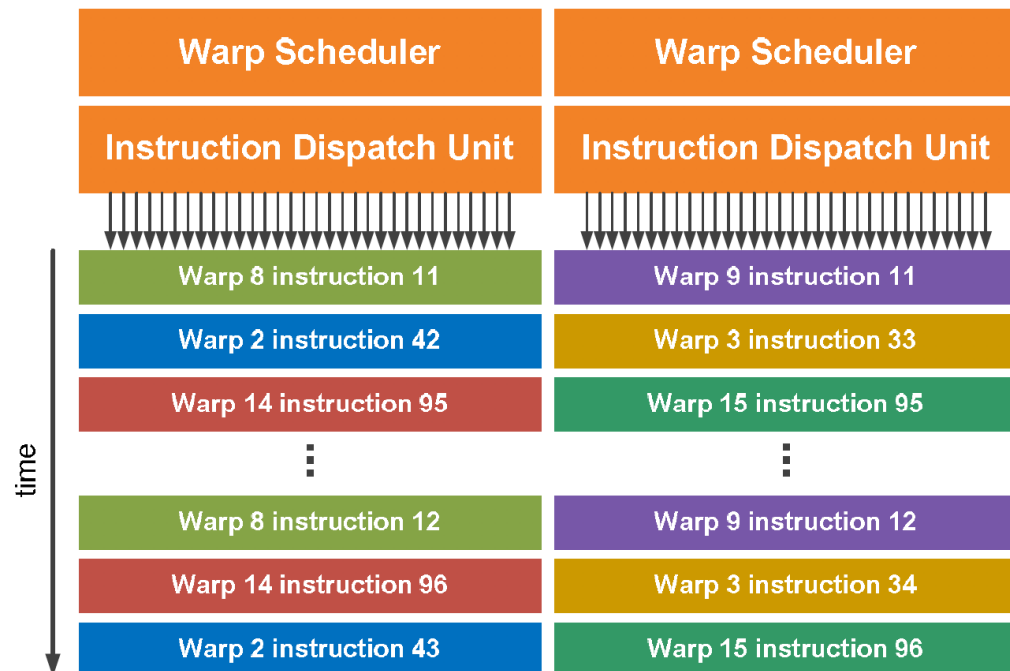 Warp Scheduler
Warp Scheduler
Instruction Dispatch Unit
Instruction Dispatch Unit
Warp 8 instruction 11
Warp 9 instruction 11
Warp 2 instruction 42
Warp 3 instruction 33
Warp 14 instruction 95
Warp 15 instruction 95
time
Warp 8 instruction 12
Warp 9 instruction 12
Warp 14 instruction 96
Warp 3 instruction 34
Warp 2 instruction 43
Warp 15 instruction 96